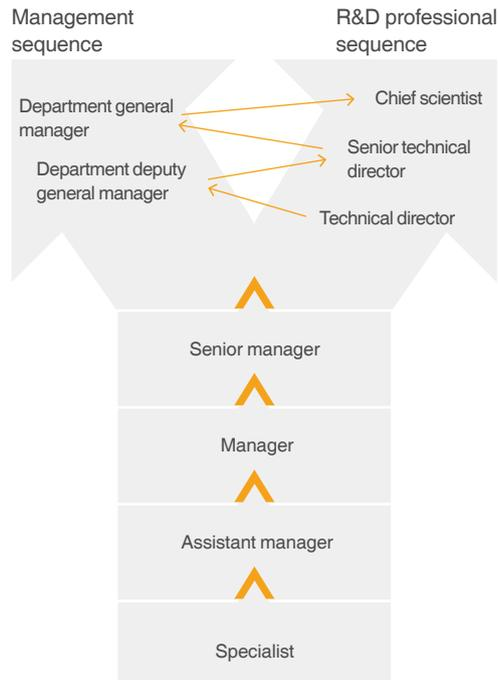 Management
sequence
R&D professional
sequence
Department general
manager
Chief scientist
Senior technical
director
Department deputy
general manager
Technical director
Senior manager
Manager
Assistant manager
Specialist